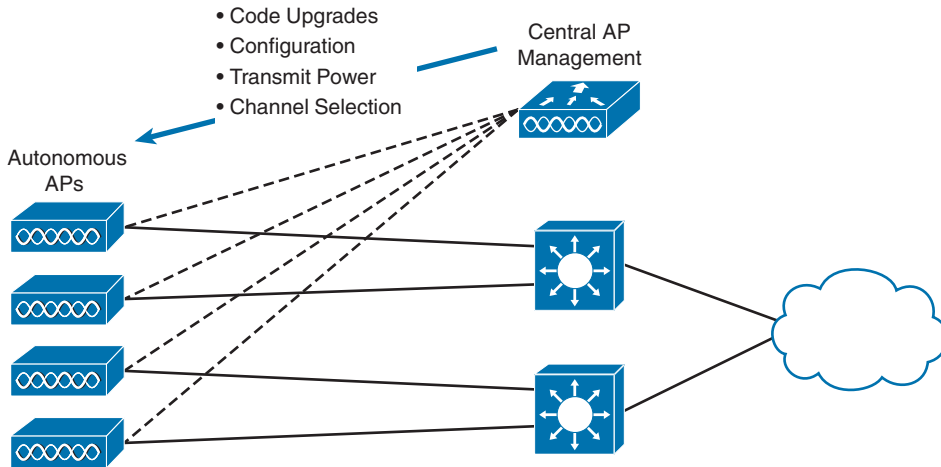 • Code Upgrades
• Configuration
• Transmit Power
• Channel Selection
Central AP
Management
Autonomous
APs